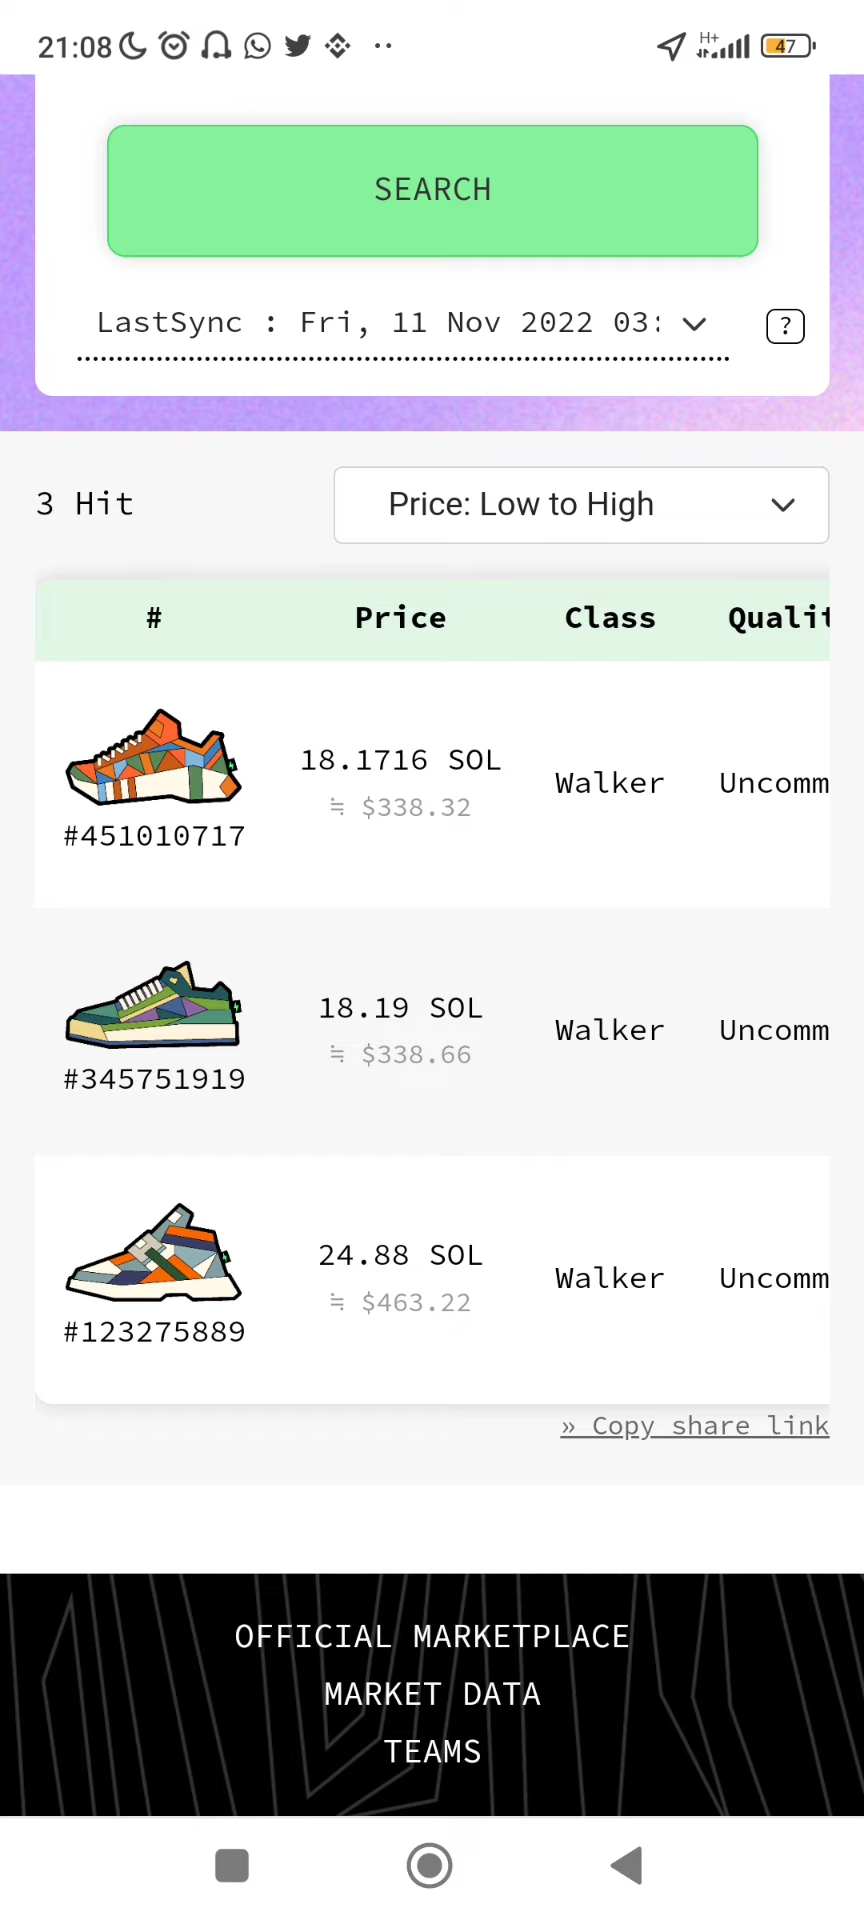 21:08
H+
47
SEARCH
LastSync : Fri, 11 Nov 2022 03:
?
3 Hit
Price: Low to High
# Price Class Qualit
18.1716 SOL
≒ $338.32
Walker Uncomm
#451010717
18.19 SOL
≒ $338.66
Walker Uncomm
#345751919
24.88 SOL
≒ $463.22
Walker Uncomm
#123275889
» Copy share link
OFFICIAL MARKETPLACE
MARKET DATA
TEAMS